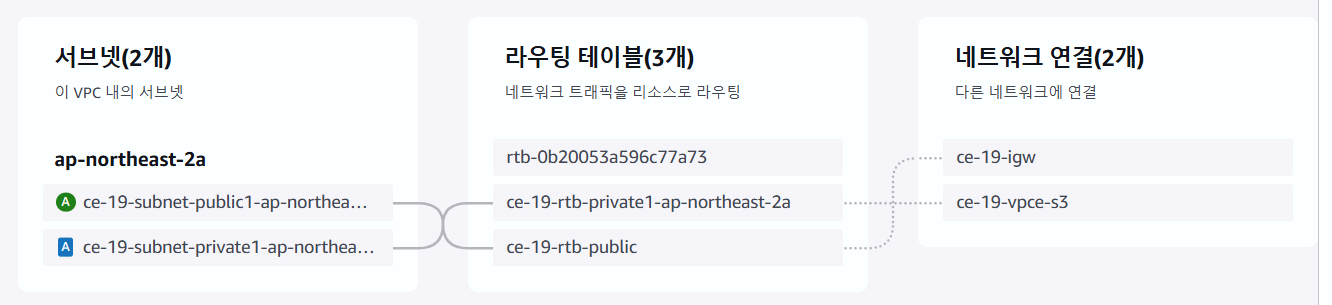 서브넷(2개)
이 VPC 내의 서브넷
ap-northeast-2a
A ce-19-subnet-public1-ap-northea…
A ce-19-subnet-private1-ap-northea…
라우팅 테이블(3개)
네트워크 트래픽을 리소스로 라우팅
rtb-0b20053a596c77a73
ce-19-rtb-private1-ap-northeast-2a
ce-19-rtb-public
네트워크 연결(2개)
다른 네트워크에 연결
ce-19-igw
ce-19-vpce-s3